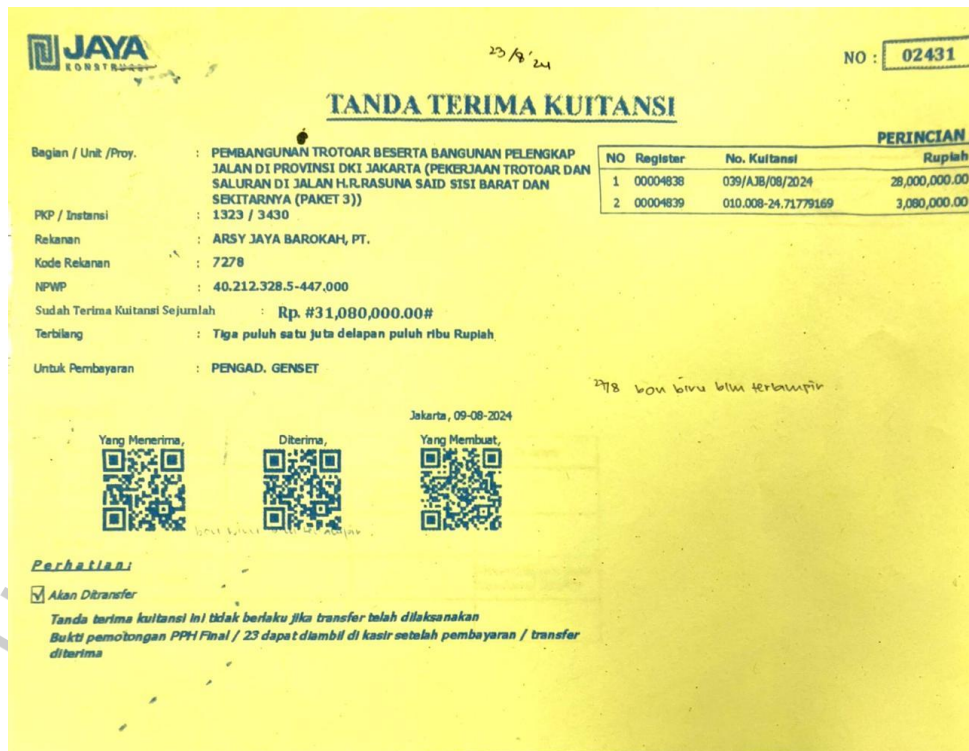 JAYA
KONSTRUKSI
23/8'24
NO : 02431
TANDA TERIMA KUITANSI
Bagian / Unit /Proy. : PEMBANGUNAN TROTOAR BESERTA BANGUNAN PELENGKAP
JALAN DI PROVINSI DKI JAKARTA (PEKERJAAN TROTOAR DAN
SALURAN DI JALAN H.R.RASUNA SAID SISI BARAT DAN
SEKITARNYA (PAKET 3))
PKP / Instansi : 1323 / 3430
Rekanan : ARSY JAYA BAROKAH, PT.
Kode Rekanan : 7278
NPWP : 40.212.328.5-447.000
Sudah Terima Kuitansi Sejumlah : Rp. #31,080,000.00#
Terbilang : Tiga puluh satu juta delapan puluh ribu Rupiah
Untuk Pembayaran : PENGAD. GENSET
PERINCIAN
NO Register No. Kuitansi Rupiah
1 00004838 039/AJB/08/2024 28,000,000.00
2 00004839 010.008-24.71779169 3,080,000.00
bon biru blm terlampir
Jakarta, 09-08-2024
Yang Menerima, Diterima, Yang Membuat,
Perhatian:
Akan Ditransfer
Tanda terima kuitansi ini tidak berlaku jika transfer telah dilaksanakan
Bukti pemotongan PPH Final / 23 dapat diambil di kasir setelah pembayaran / transfer
diterima